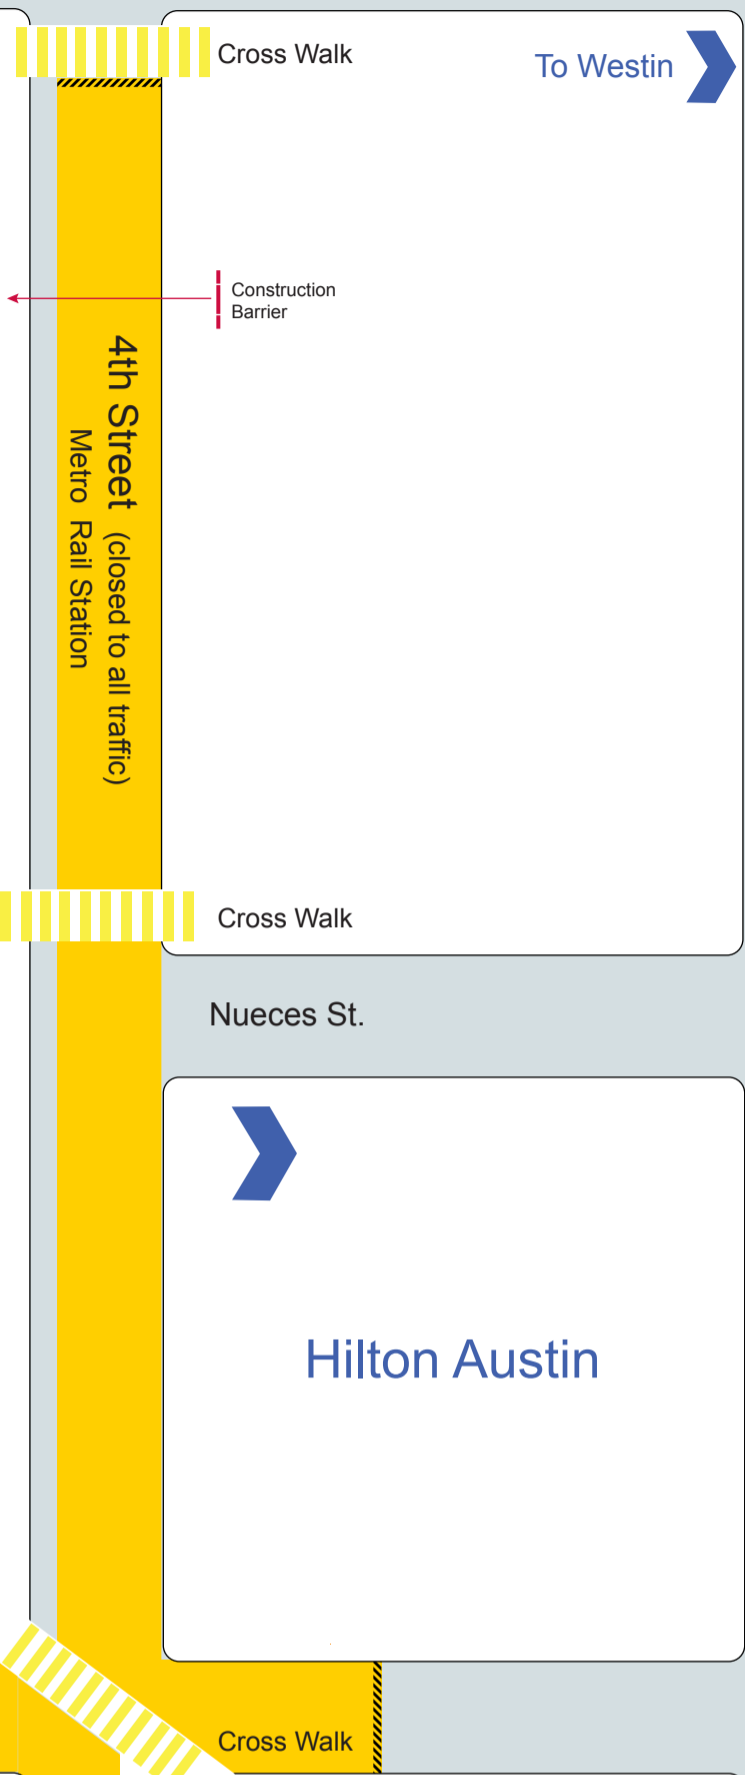 Cross Walk
To Westin
Construction
Barrier
4th Street (closed to all traffic)
Metro Rail Station
Cross Walk
Nueces St.
Hilton Austin
Cross Walk